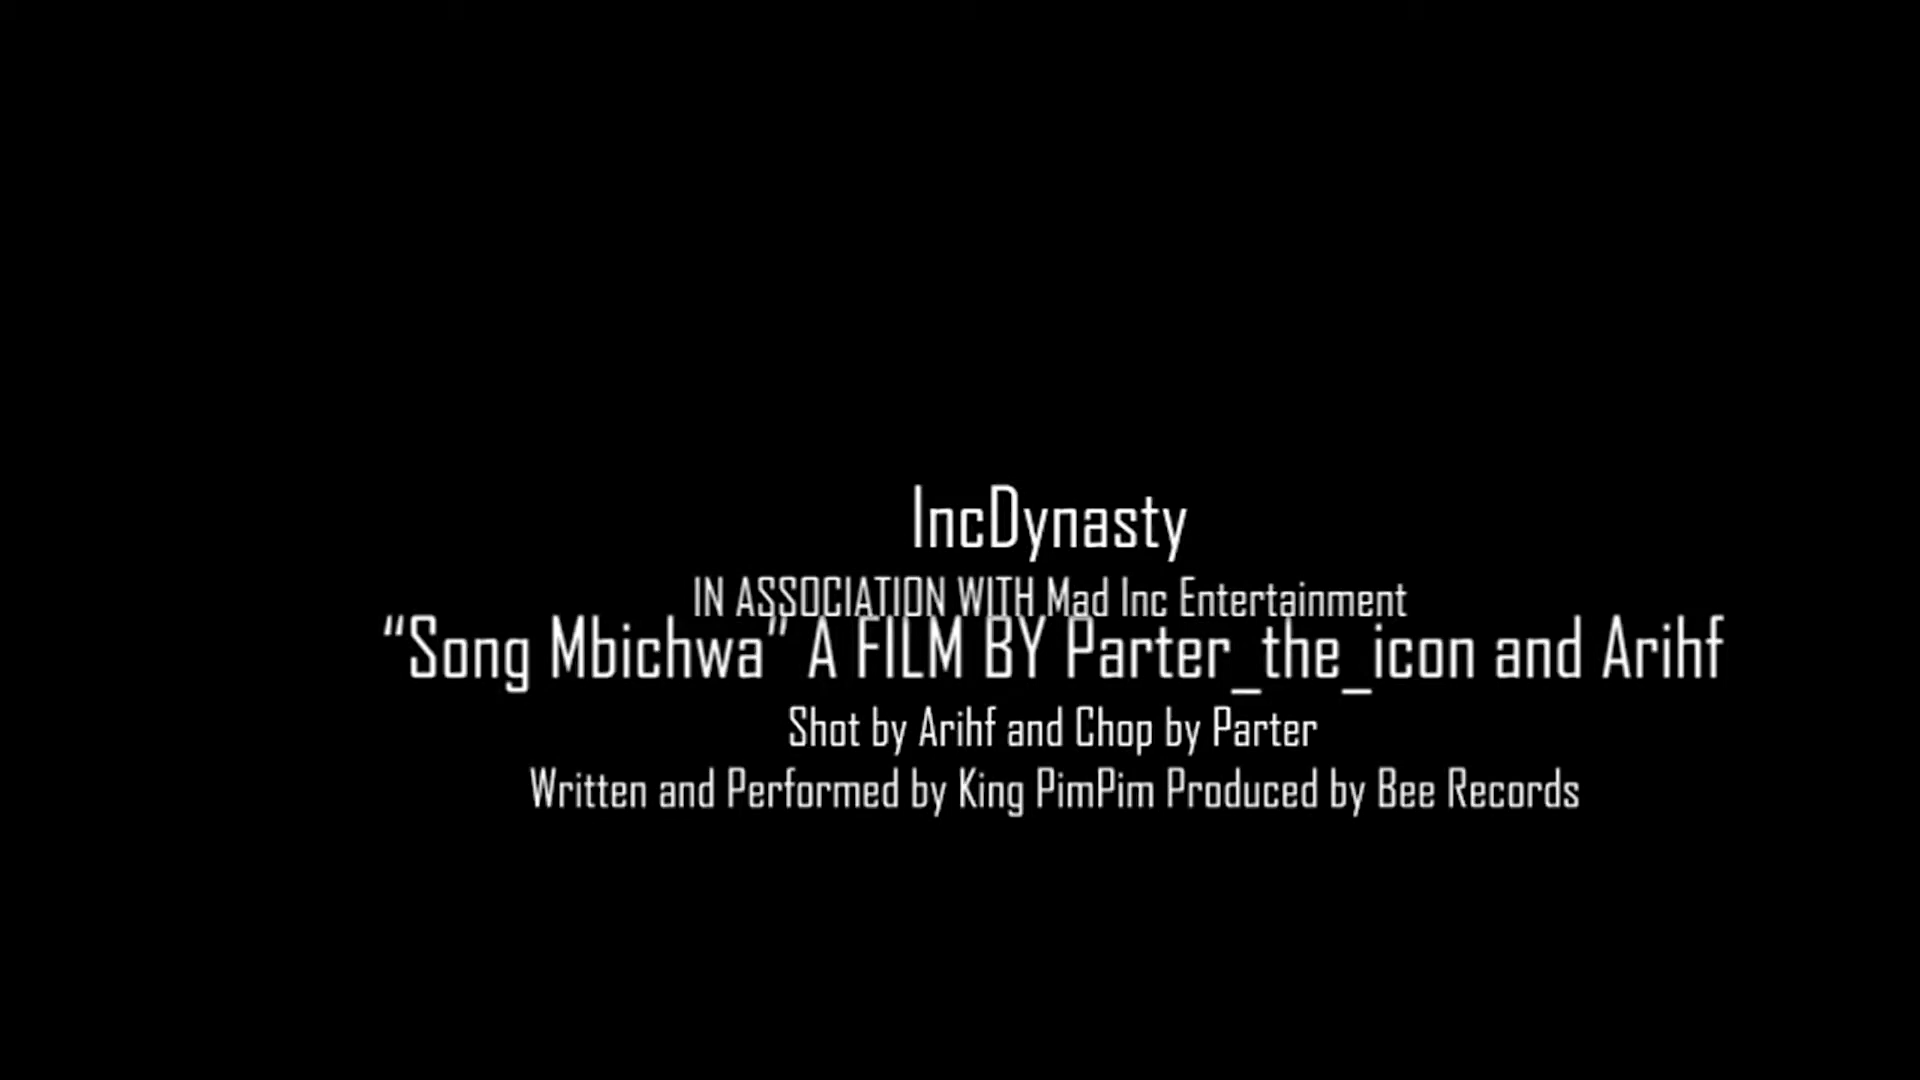 IncDynasty
IN ASSOCIATION WITH Mad Inc Entertainment
“Song Mbichwa” A FILM BY Parter_the_icon and Arihf
Shot by Arihf and Chop by Parter
Written and Performed by King PimPim Produced by Bee Records